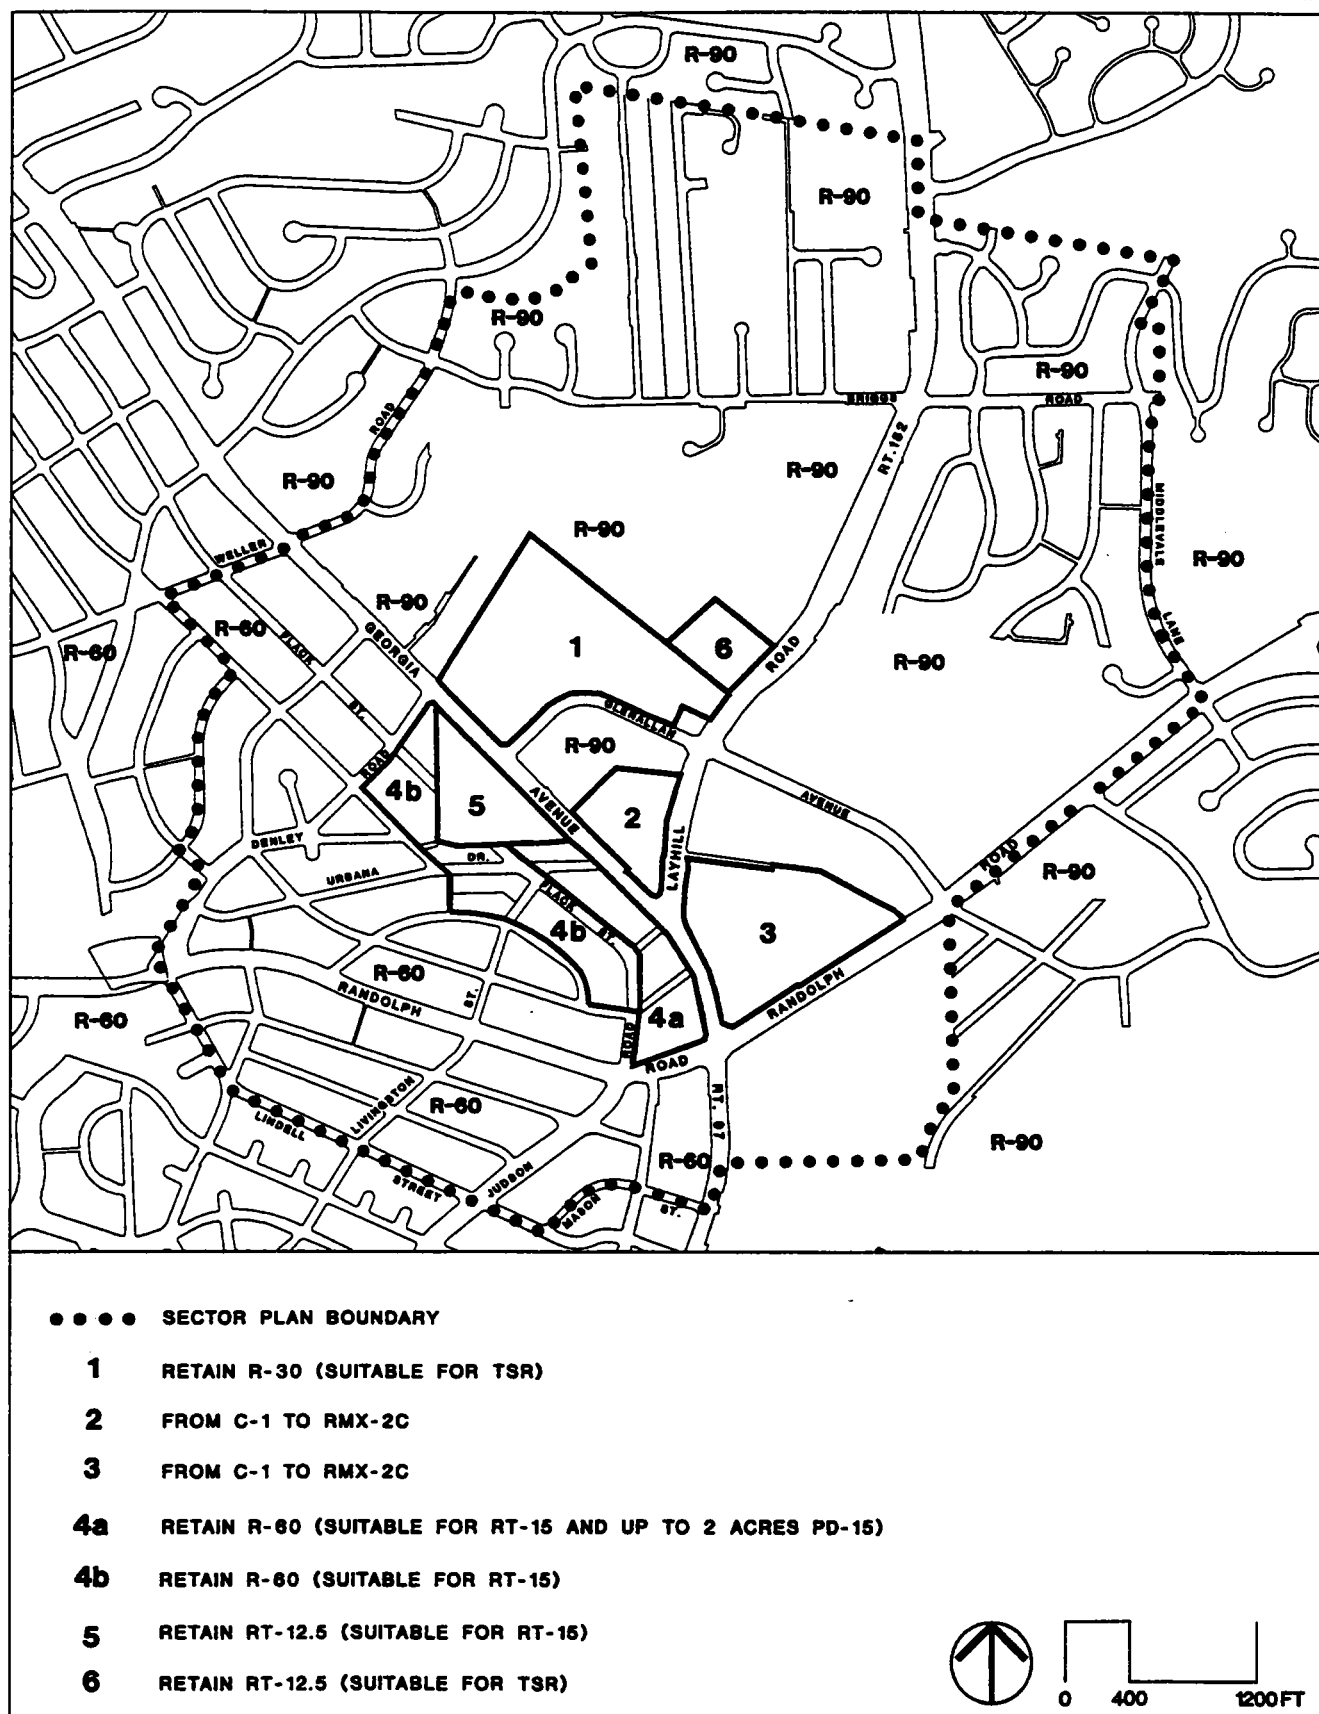 R-90
R-90
R-90
R-90
BRIGGS
ROAD
ROAD
RT. 182
R-90
R-90
MIDDLEVALE
R-90
R-90
WELLER
R-90
LANE
R-60
R-60
PLACK
GEORGIA
1
6
ROAD
R-90
ST.
GLENALLAN
R-90
ROAD
4b
5
AVENUE
2
AVENUE
DENLEY
DR.
LAYHILL
ROAD
URBANA
R-90
PLACK
4b
ST.
3
R-60
RANDOLPH
ST.
RANDOLPH
R-60
4a
ROAD
ROAD
LIVINGSTON
R-60
RT. 97
LINDELL
R-90
R-60
STREET
JUDSON
MASON
ST.
SECTOR PLAN BOUNDARY
1 RETAIN R-30 (SUITABLE FOR TSR)
2 FROM C-1 TO RMX-2C
3 FROM C-1 TO RMX-2C
4a RETAIN R-60 (SUITABLE FOR RT-15 AND UP TO 2 ACRES PD-15)
4b RETAIN R-60 (SUITABLE FOR RT-15)
5 RETAIN RT-12.5 (SUITABLE FOR RT-15)
6 RETAIN RT-12.5 (SUITABLE FOR TSR)
0 400 1200 FT